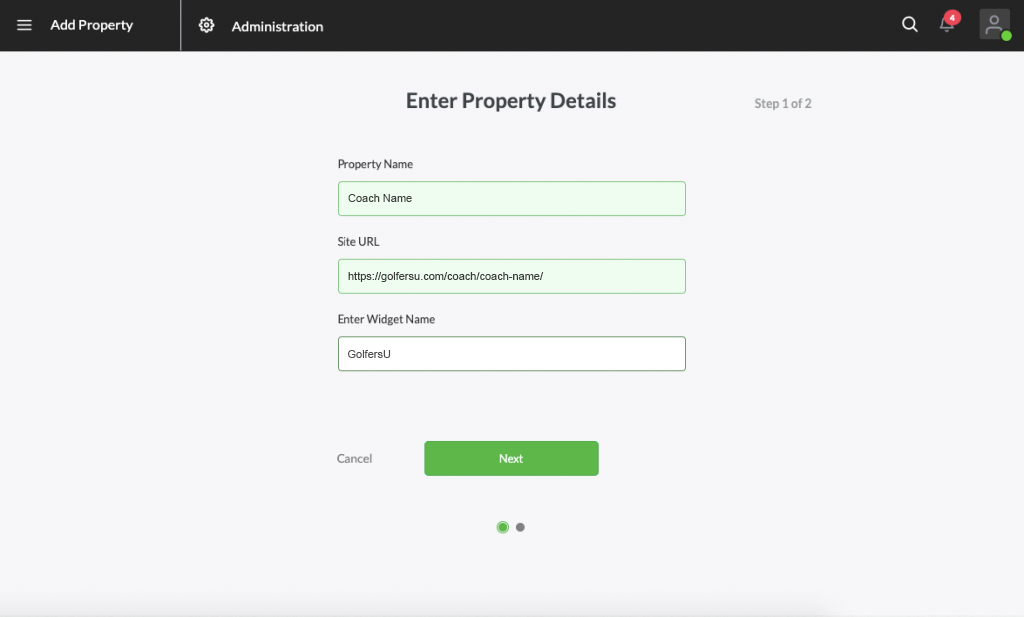 Add Property
Administration
4
Enter Property Details
Step 1 of 2
Property Name
Coach Name
Site URL
https://golfersu.com/coach/coach-name/
Enter Widget Name
GolfersU
Cancel
Next